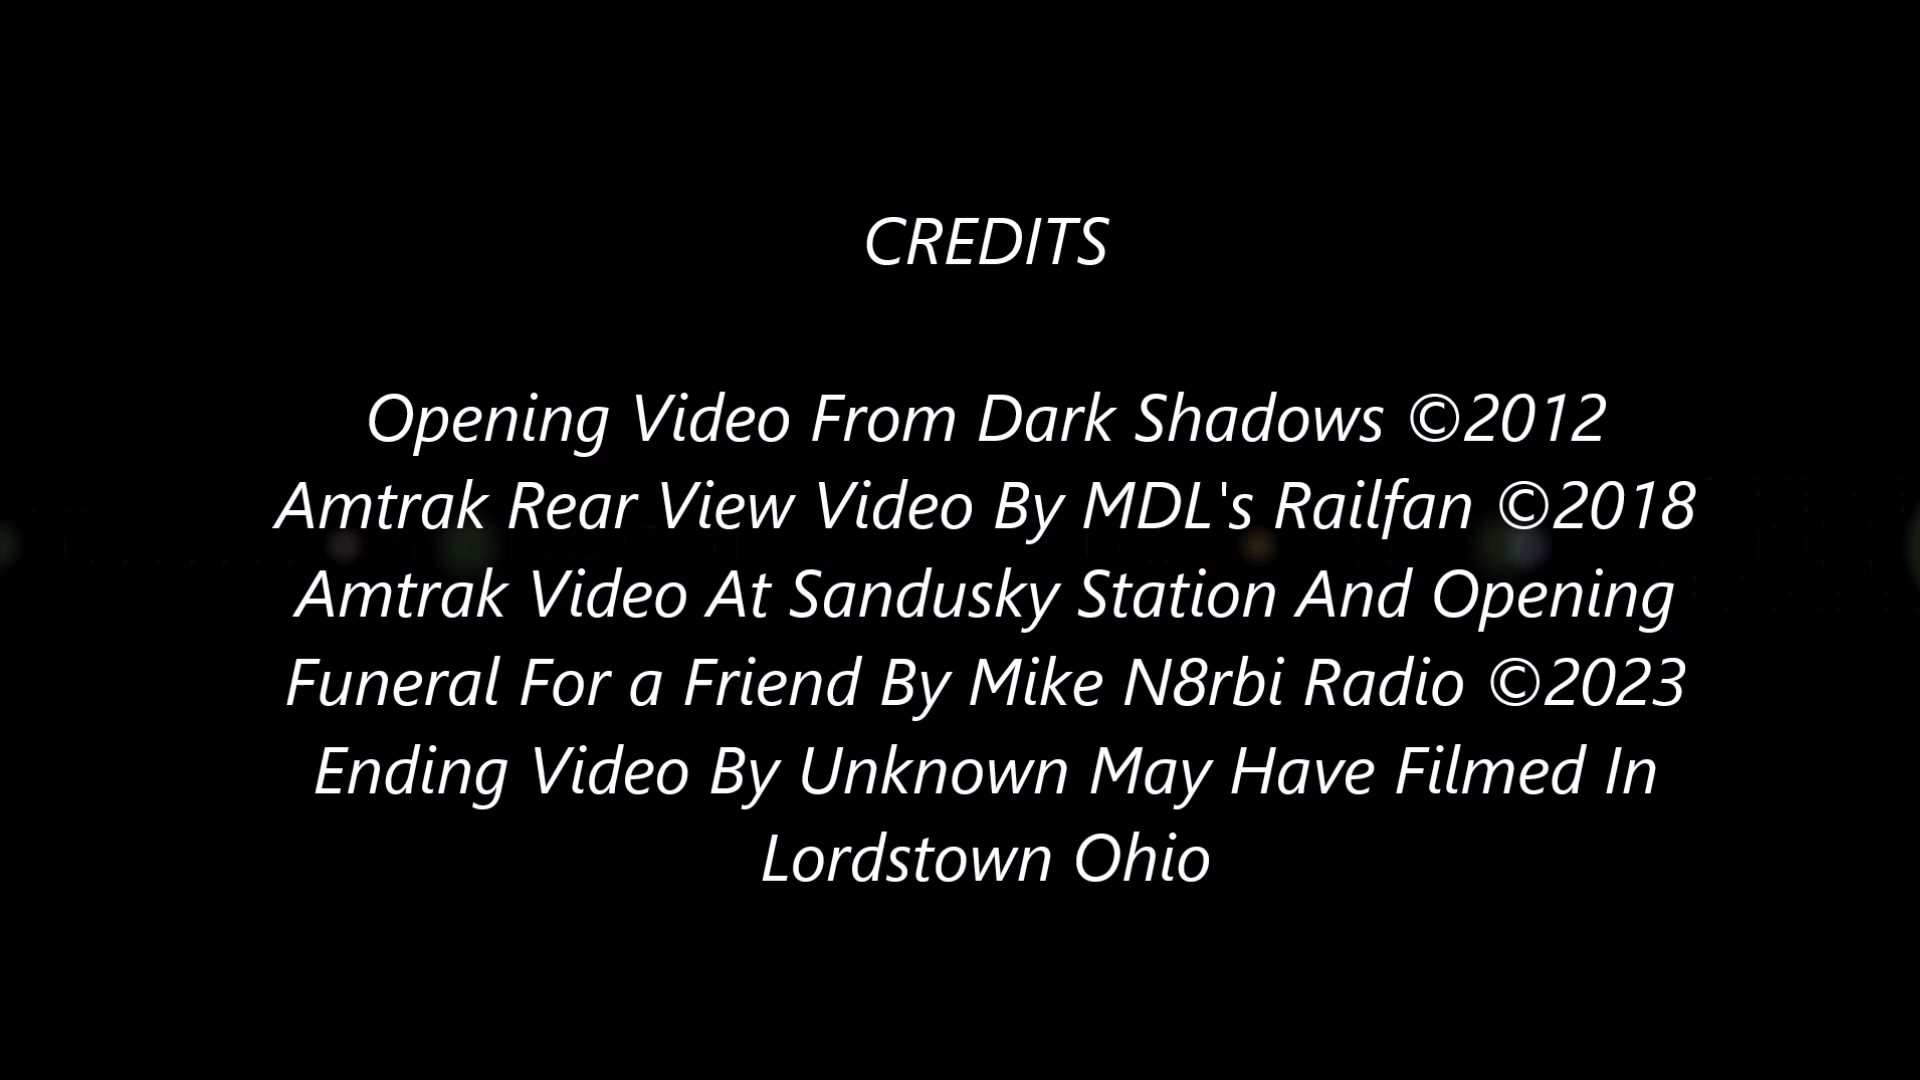 CREDITS
Opening Video From Dark Shadows ©2012
Amtrak Rear View Video By MDL's Railfan ©2018
Amtrak Video At Sandusky Station And Opening
Funeral For a Friend By Mike N8rbi Radio ©2023
Ending Video By Unknown May Have Filmed In
Lordstown Ohio